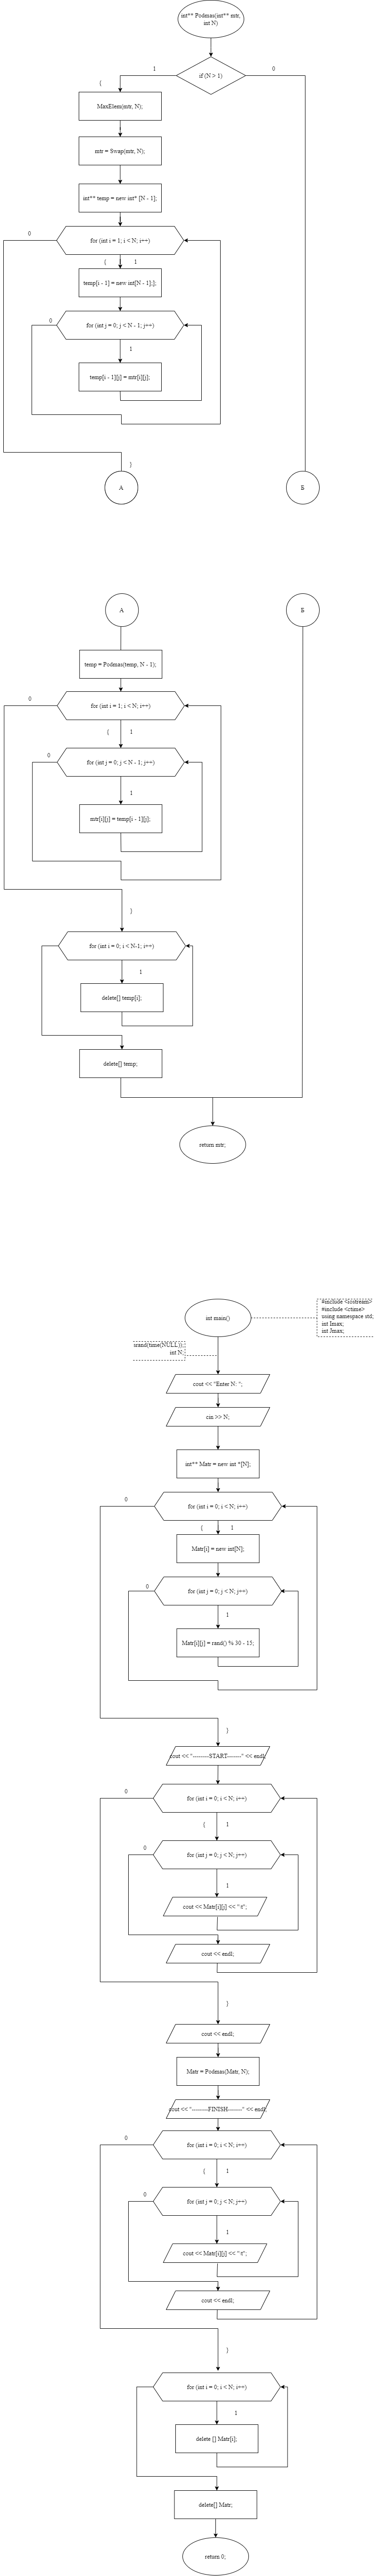 int** Podmas(int** mtr,
int N)
if (N > 1)
1
0
{
MaxElem(mtr, N);
mtr = Swap(mtr, N);
int** temp = new int* [N - 1];
for (int i = 1; i < N; i++)
0
{
1
temp[i - 1] = new int[N - 1];];
for (int j = 0; j < N - 1; j++)
0
1
temp[i - 1][j] = mtr[i][j];
}
А
Б
А
Б
temp = Podmas(temp, N - 1);
for (int i = 1; i < N; i++)
0
{
1
for (int j = 0; j < N - 1; j++)
0
1
mtr[i][j] = temp[i - 1][j];
}
for (int i = 0; i < N-1; i++)
1
delete[] temp[i];
delete[] temp;
return mtr;
int main()
#include <iostream>
#include <ctime>
using namespace std;
int Imax;
int Jmax;
srand(time(NULL));
int N;
cout << "Enter N: ";
cin >> N;
int** Matr = new int *[N];
for (int i = 0; i < N; i++)
0
{
1
Matr[i] = new int[N];
for (int j = 0; j < N; j++)
0
1
Matr[i][j] = rand() % 30 - 15;
}
cout << "--------START-------" << endl;
for (int i = 0; i < N; i++)
0
{
1
for (int j = 0; j < N; j++)
0
1
cout << Matr[i][j] << " t";
cout << endl;
}
cout << endl;
Matr = Podmas(Matr, N);
cout << "--------FINISH-------" << endl;
for (int i = 0; i < N; i++)
0
{
1
for (int j = 0; j < N; j++)
0
1
cout << Matr[i][j] << " t";
cout << endl;
}
for (int i = 0; i < N; i++)
1
delete [] Matr[i];
delete[] Matr;
return 0;